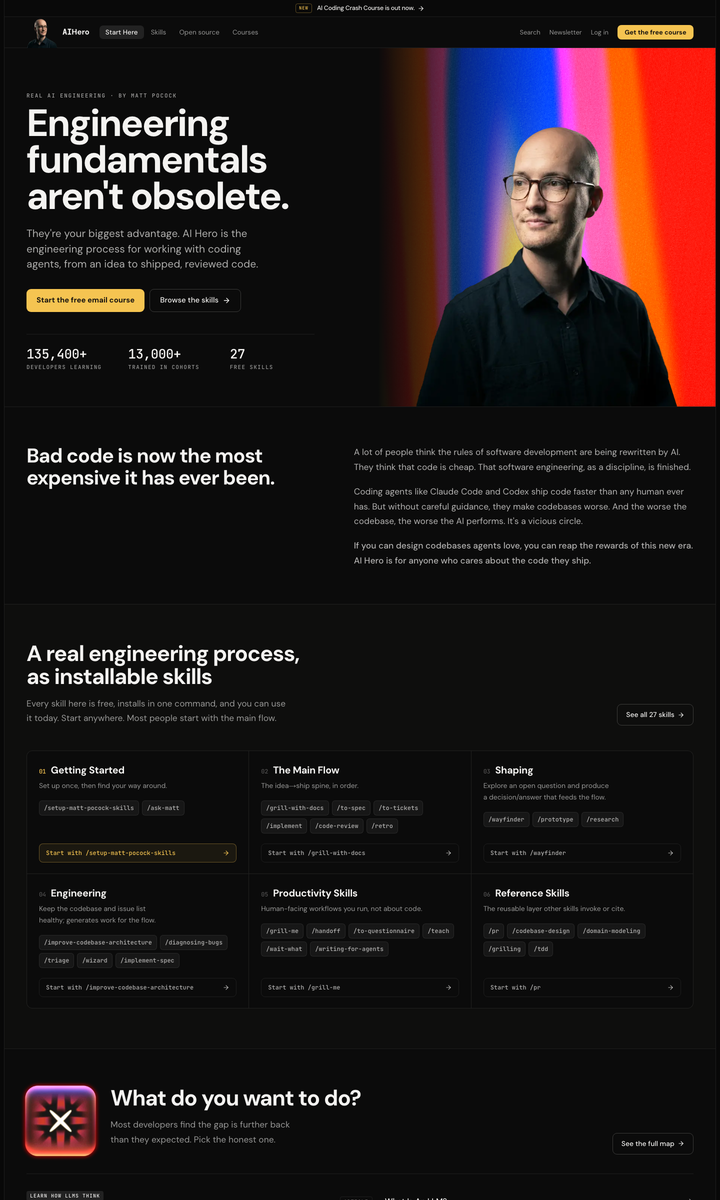 NEW AI Coding Crash Course is out now. →
AIHero Start Here Skills Open source Courses Search Newsletter Log in Get the free course
REAL AI ENGINEERING · BY MATT POCOCK
Engineering
fundamentals
aren't obsolete.
They're your biggest advantage. AI Hero is the
engineering process for working with coding
agents, from an idea to shipped, reviewed code.
Start the free email course Browse the skills →
135,400+ 13,000+ 27
DEVELOPERS LEARNING TRAINED IN COHORTS FREE SKILLS
Bad code is now the most
expensive it has ever been.
A lot of people think the rules of software development are being rewritten by AI.
They think that code is cheap. That software engineering, as a discipline, is finished.
Coding agents like Claude Code and Codex ship code faster than any human ever
has. But without careful guidance, they make codebases worse. And the worse the
codebase, the worse the AI performs. It's a vicious circle.
If you can design codebases agents love, you can reap the rewards of this new era.
AI Hero is for anyone who cares about the code they ship.
A real engineering process,
as installable skills
Every skill here is free, installs in one command, and you can use
it today. Start anywhere. Most people start with the main flow.
See all 27 skills →
01 Getting Started
Set up once, then find your way around.
/setup-matt-pocock-skills /ask-matt
Start with /setup-matt-pocock-skills →
02 The Main Flow
The idea→ship spine, in order.
/grill-with-docs /to-spec /to-tickets
/implement /code-review /retro
Start with /grill-with-docs →
03 Shaping
Explore an open question and produce
a decision/answer that feeds the flow.
/wayfinder /prototype /research
Start with /wayfinder →
04 Engineering
Keep the codebase and issue list
healthy; generates work for the flow.
/improve-codebase-architecture /diagnosing-bugs
/triage /wizard /implement-spec
Start with /improve-codebase-architecture →
05 Productivity Skills
Human-facing workflows you run, not about code.
/grill-me /handoff /to-questionnaire /teach
/wait-what /writing-for-agents
Start with /grill-me →
06 Reference Skills
The reusable layer other skills invoke or cite.
/pr /codebase-design /domain-modeling
/grilling /tdd
Start with /pr →
What do you want to do?
Most developers find the gap is further back
than they expected. Pick the honest one.
See the full map →
LEARN HOW LLMS THINK